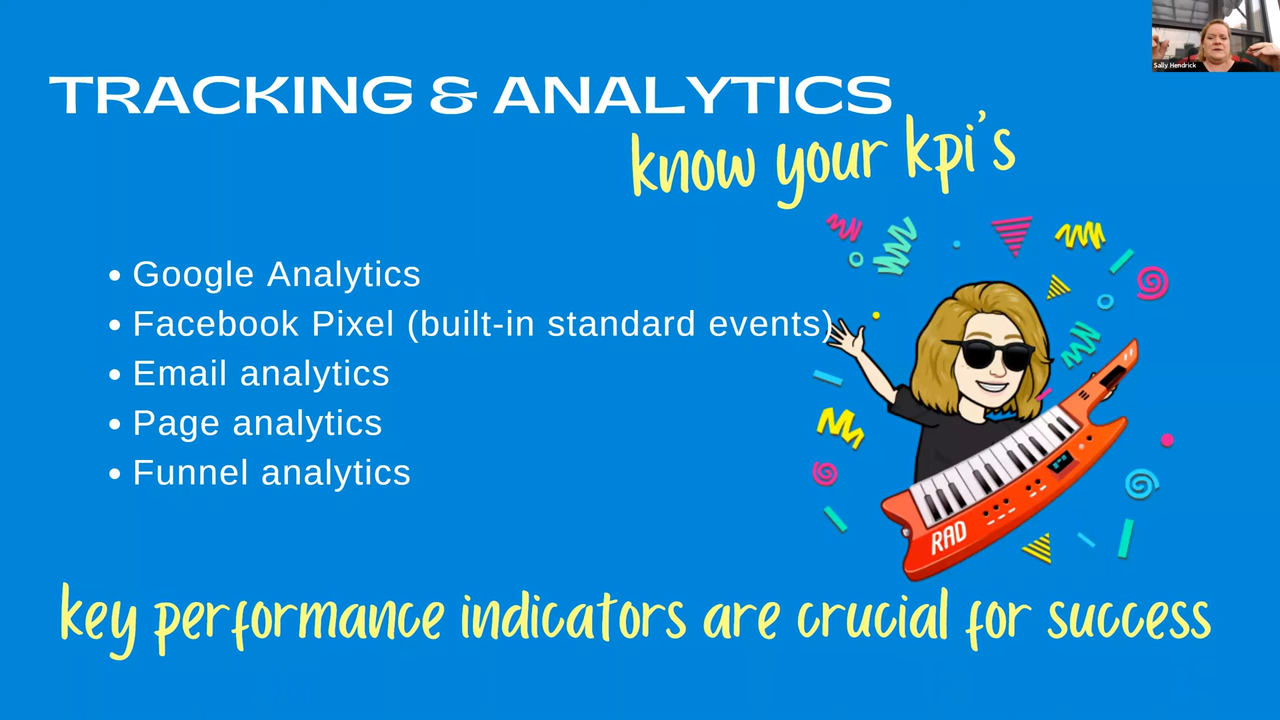 Sally Hendrick
TRACKING & ANALYTICS
know your kpi's
• Google Analytics
• Facebook Pixel (built-in standard events)
• Email analytics
• Page analytics
• Funnel analytics
RAD
key performance indicators are crucial for success